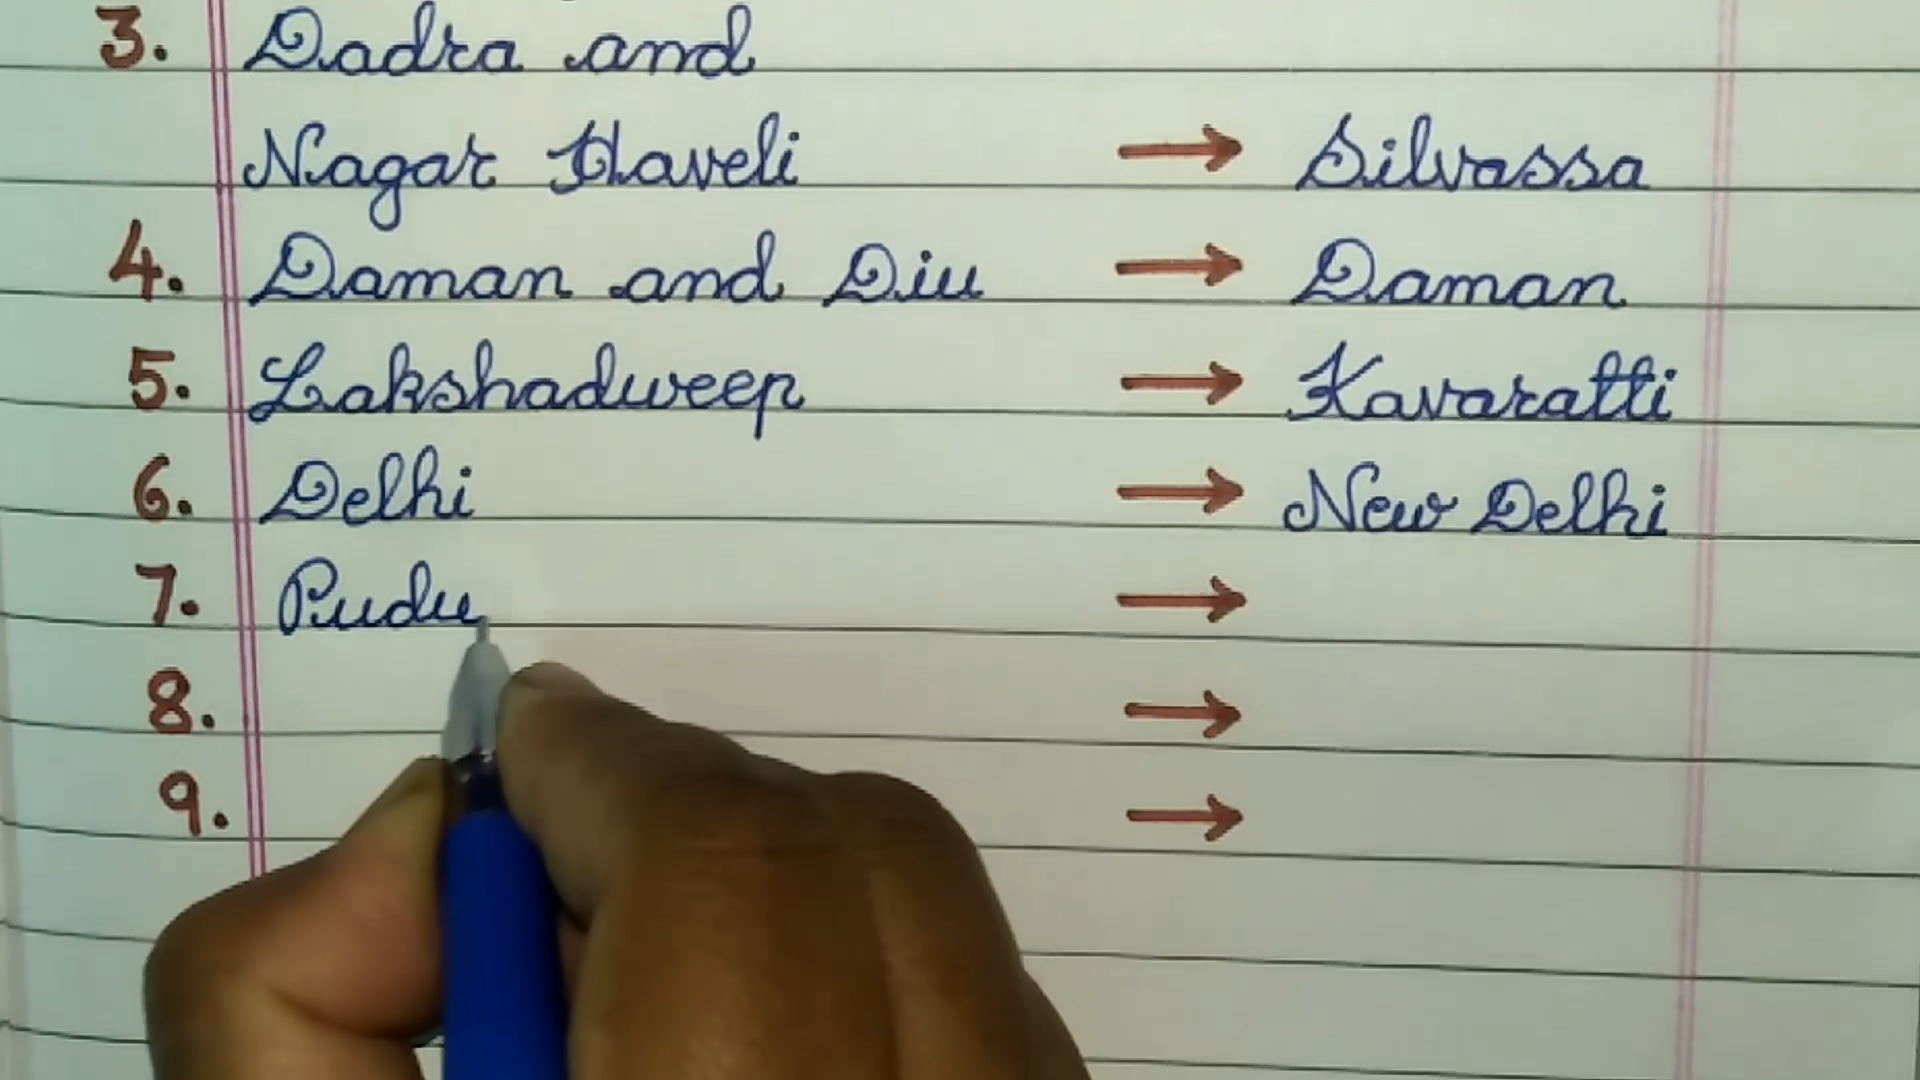 3. Dadra and
Nagar Haveli → Silvassa
4. Daman and Diu → Daman
5. Lakshadweep → Kavaratti
6. Delhi → New Delhi
7. Pudu →
8. →
9. →